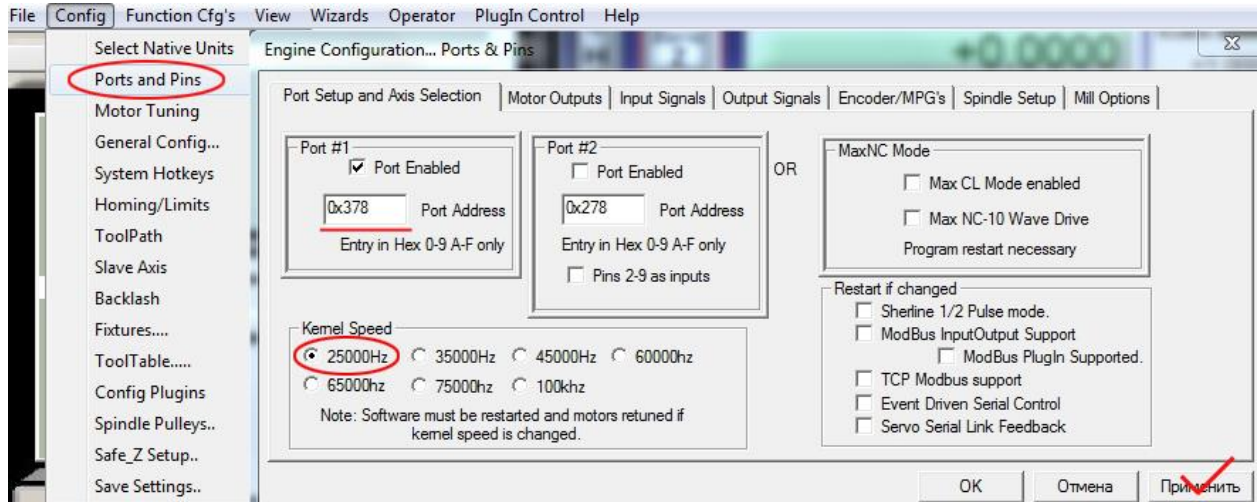 File Config Function Cfg's View Wizards Operator PlugIn Control Help
Select Native Units
Ports and Pins
Motor Tuning
General Config...
System Hotkeys
Homing/Limits
ToolPath
Slave Axis
Backlash
Fixtures....
ToolTable.....
Config Plugins
Spindle Pulleys..
Safe_Z Setup..
Save Settings..
Engine Configuration... Ports & Pins
+0.0000
Port Setup and Axis Selection Motor Outputs Input Signals Output Signals Encoder/MPG's Spindle Setup Mill Options
Port #1
Port Enabled
0x378 Port Address
Entry in Hex 0-9 A-F only
Port #2
Port Enabled
0x278 Port Address
Entry in Hex 0-9 A-F only
Pins 2-9 as inputs
OR
MaxNC Mode
Max CL Mode enabled
Max NC-10 Wave Drive
Program restart necessary
Kernel Speed
25000Hz 35000Hz 45000Hz 60000hz
65000hz 75000hz 100khz
Note: Software must be restarted and motors retuned if
kernel speed is changed.
Restart if changed
Sherline 1/2 Pulse mode.
ModBus InputOutput Support
ModBus PlugIn Supported.
TCP Modbus support
Event Driven Serial Control
Servo Serial Link Feedback
OK Отмена Применить